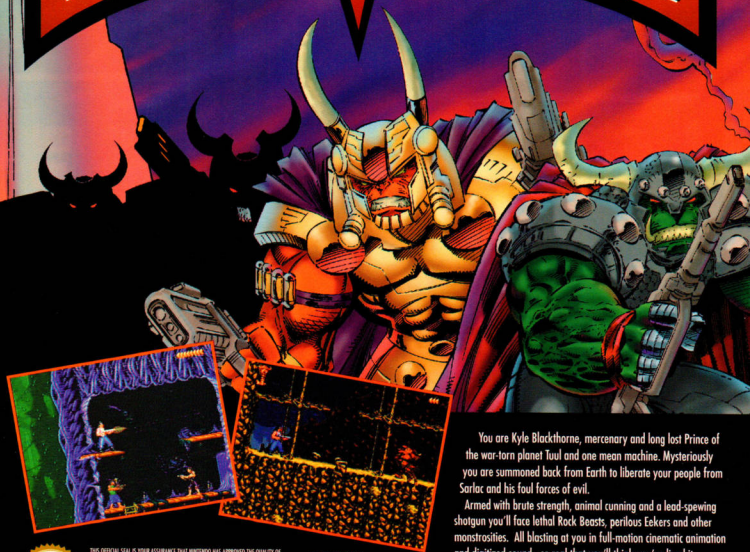 You are Kyle Blackthorne, mercenary and long lost Prince of
the war-torn planet Tuul and one mean machine. Mysteriously
you are summoned back from Earth to liberate your people from
Sarlac and his foul forces of evil.
Armed with brute strength, animal cunning and a lead-spewing
shotgun you'll face lethal Rock Beasts, perilous Eekers and other
monstrosities. All blasting at you in full-motion cinematic animation
THIS OFFICIAL SEAL IS YOUR ASSURANCE THAT NINTENDO HAS APPROVED THE QUALITY OF